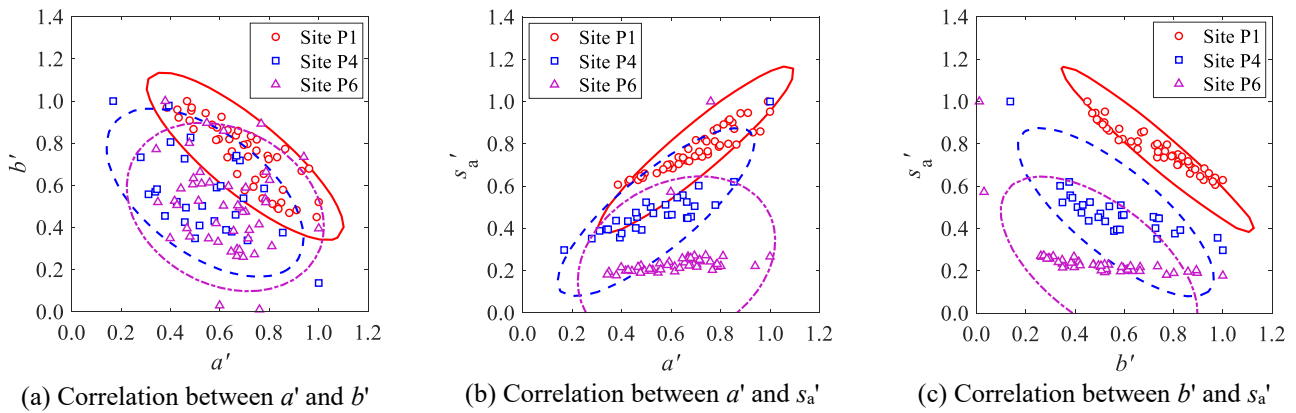 1.4
1.2
1.0
0.8
0.6
0.4
0.2
0.0
b'
0.0 0.2 0.4 0.6 0.8 1.0 1.2
a'
Site P1
Site P4
Site P6
(a) Correlation between a' and b'
1.4
1.2
1.0
0.8
0.6
0.4
0.2
0.0
sa'
0.0 0.2 0.4 0.6 0.8 1.0 1.2
a'
Site P1
Site P4
Site P6
(b) Correlation between a' and sa'
1.4
1.2
1.0
0.8
0.6
0.4
0.2
0.0
sa'
0.0 0.2 0.4 0.6 0.8 1.0 1.2
b'
Site P1
Site P4
Site P6
(c) Correlation between b' and sa'